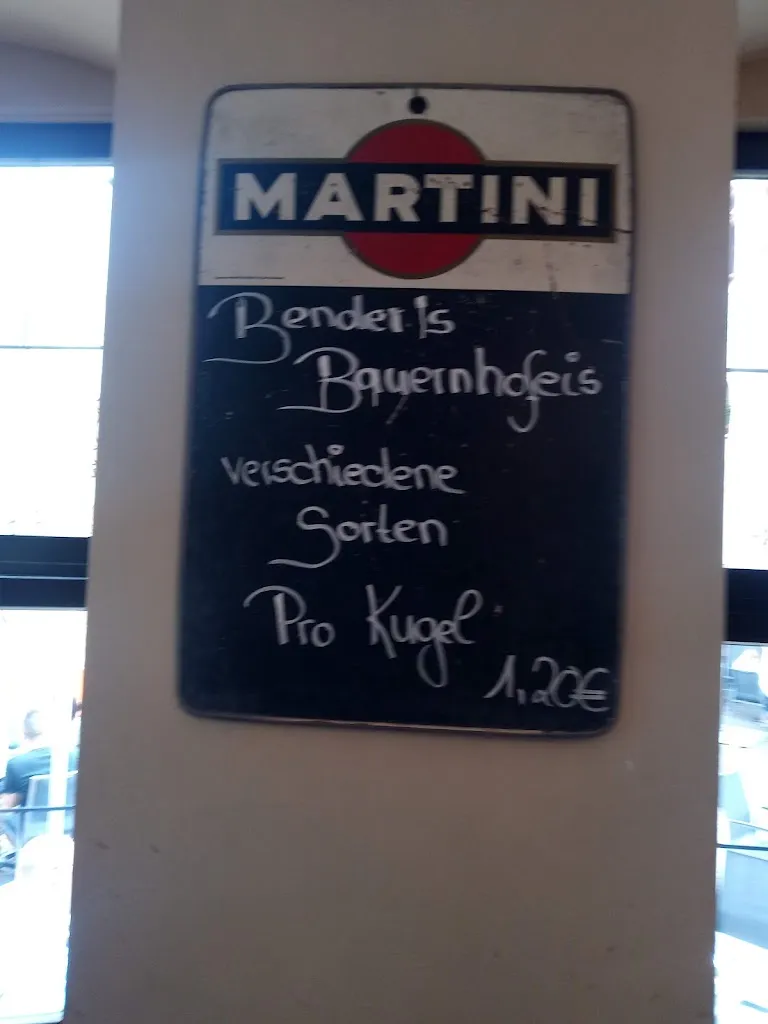 MARTINI
Bender's
Bauernhofeis
verschiedene
Sorten
Pro Kugel
1,20€